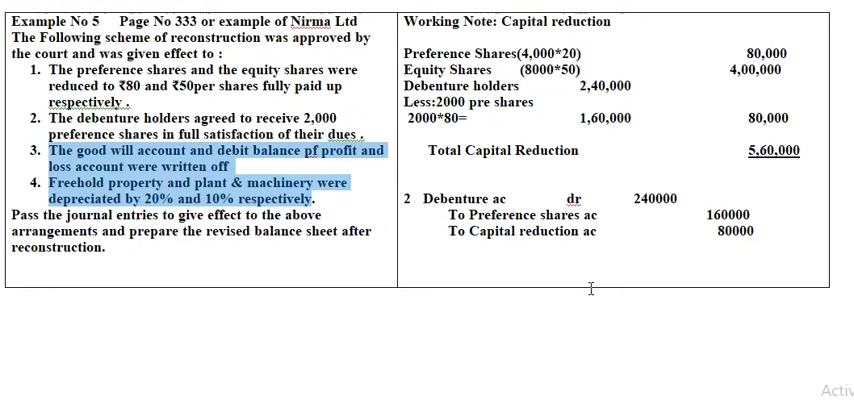 Example No 5 Page No 333 or example of Nirma Ltd
The Following scheme of reconstruction was approved by
the court and was given effect to :
1. The preference shares and the equity shares were
reduced to ₹80 and ₹50per shares fully paid up
respectively .
2. The debenture holders agreed to receive 2,000
preference shares in full satisfaction of their dues .
3. The good will account and debit balance pf profit and
loss account were written off
4. Freehold property and plant & machinery were
depreciated by 20% and 10% respectively.
Pass the journal entries to give effect to the above
arrangements and prepare the revised balance sheet after
reconstruction.
Working Note: Capital reduction
Preference Shares(4,000*20) 80,000
Equity Shares (8000*50) 4,00,000
Debenture holders 2,40,000
Less:2000 pre shares
2000*80= 1,60,000 80,000
Total Capital Reduction 5,60,000
2 Debenture ac dr 240000
To Preference shares ac 160000
To Capital reduction ac 80000
Activ